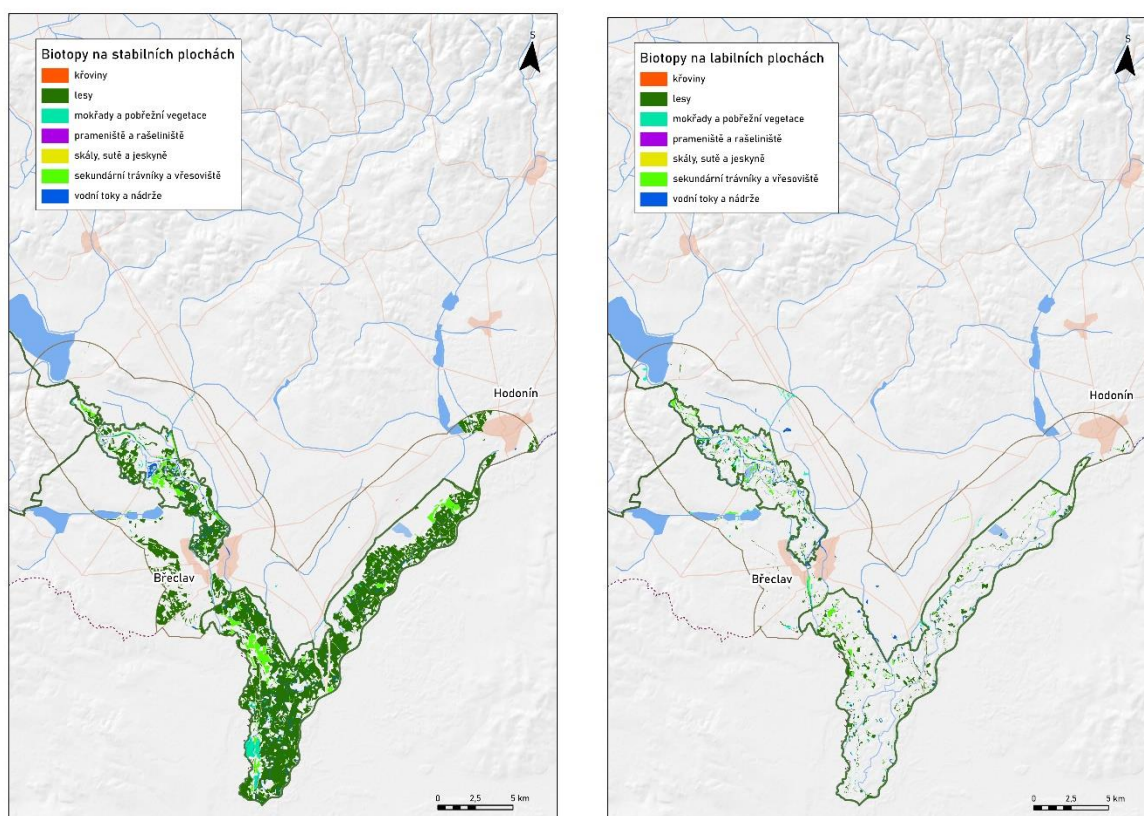 Biotopy na stabilních plochách
křoviny
lesy
mokřady a pobřežní vegetace
prameniště a rašeliniště
skály, sutě a jeskyně
sekundární trávníky a vřesoviště
vodní toky a nádrže
S
Hodonín
Břeclav
0 2,5 5 km
Biotopy na labilních plochách
křoviny
lesy
mokřady a pobřežní vegetace
prameniště a rašeliniště
skály, sutě a jeskyně
sekundární trávníky a vřesoviště
vodní toky a nádrže
S
Hodonín
Břeclav
0 2,5 5 km